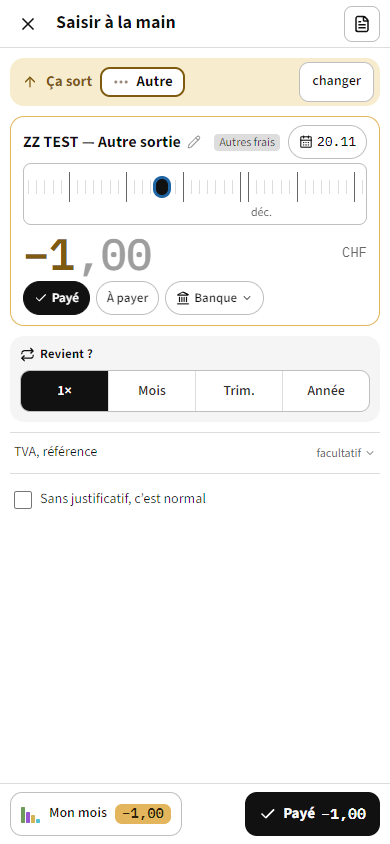 Saisir à la main
Ça sort
Autre
changer
ZZ TEST — Autre sortie
Autres frais
20.11
déc.
−1,00
CHF
Payé
À payer
Banque
Revient ?
1×
Mois
Trim.
Année
TVA, référence
facultatif
Sans justificatif, c'est normal
Mon mois
−1,00
Payé −1,00